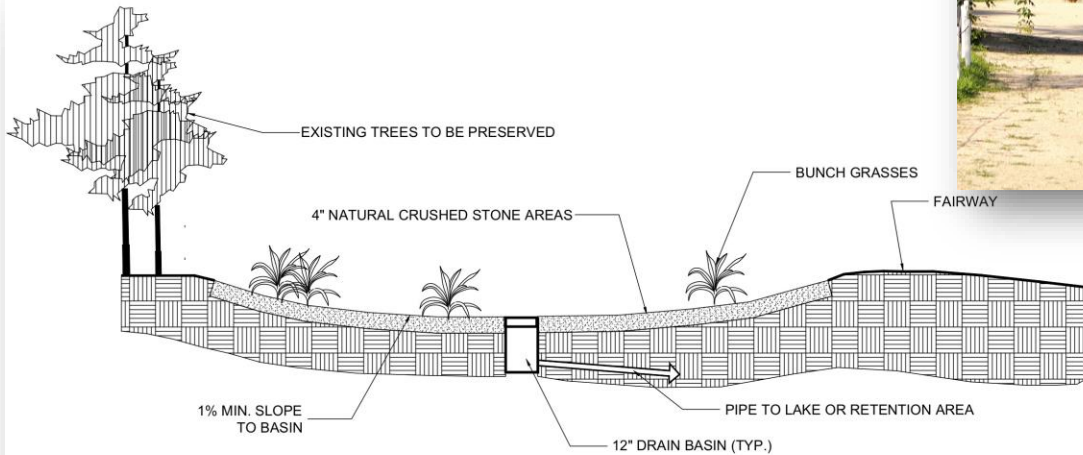 EXISTING TREES TO BE PRESERVED
BUNCH GRASSES
4" NATURAL CRUSHED STONE AREAS
FAIRWAY
1% MIN. SLOPE
TO BASIN
PIPE TO LAKE OR RETENTION AREA
12" DRAIN BASIN (TYP.)